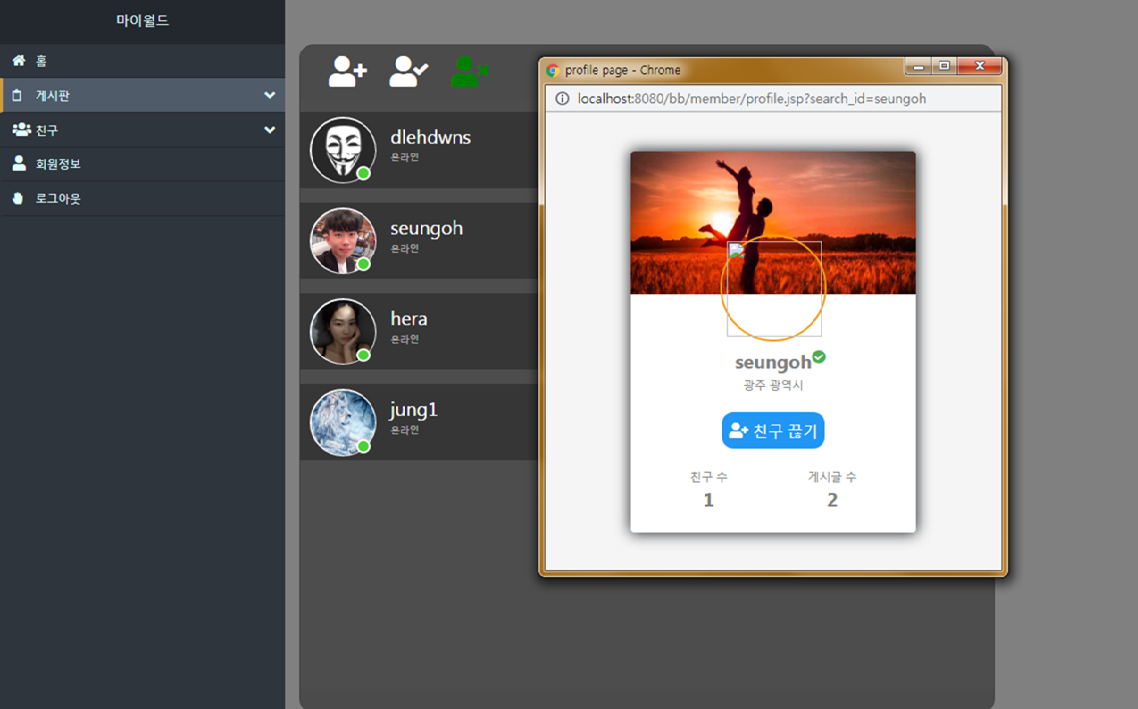 마이월드
홈
게시판
친구
회원정보
로그아웃
dlehdwns
온라인
seungoh
온라인
hera
온라인
jung1
온라인
profile page - Chrome
localhost:8080/bb/member/profile.jsp?search_id=seungoh
seungoh
광주 광역시
친구 끊기
친구 수
게시글 수
1
2